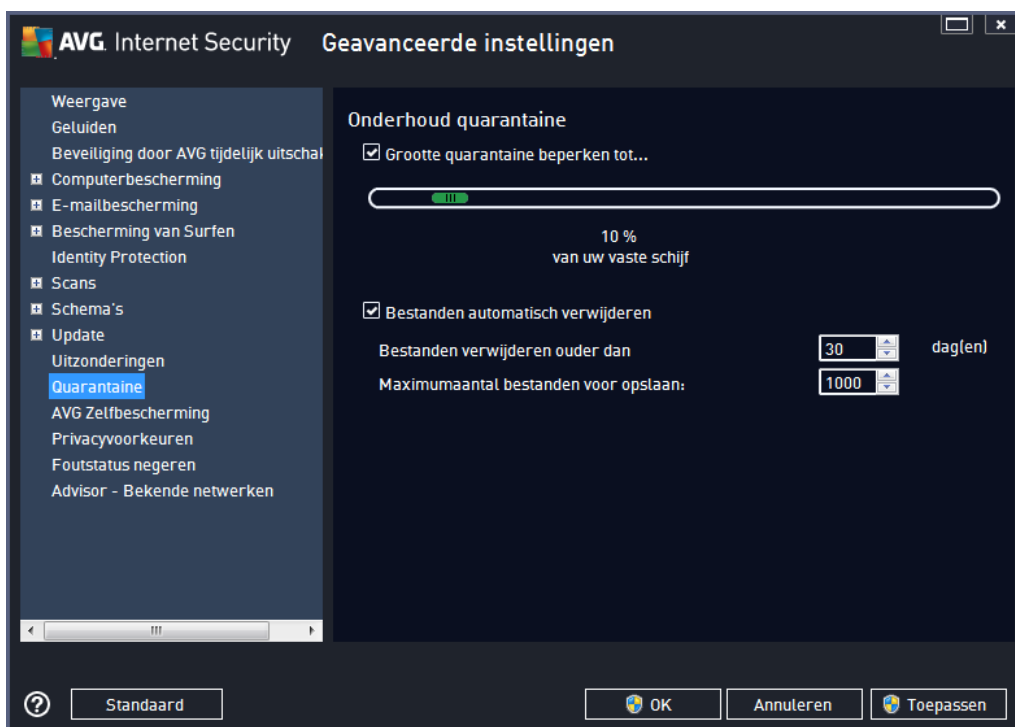 AVG. Internet Security Geavanceerde instellingen
Weergave
Geluiden
Beveiliging door AVG tijdelijk uitschak
Computerbescherming
E-mailbescherming
Bescherming van Surfen
Identity Protection
Scans
Schema's
Update
Uitzonderingen
Quarantaine
AVG Zelfbescherming
Privacyvoorkeuren
Foutstatus negeren
Advisor - Bekende netwerken
Onderhoud quarantaine
Grootte quarantaine beperken tot...
10 %
van uw vaste schijf
Bestanden automatisch verwijderen
Bestanden verwijderen ouder dan 30 dag(en)
Maximumaantal bestanden voor opslaan: 1000
? Standaard OK Annuleren Toepassen